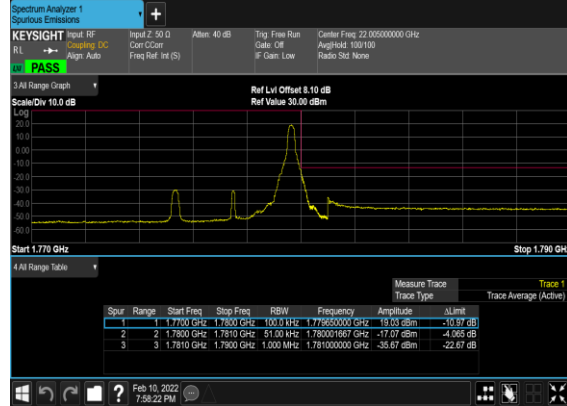 Spectrum Analyzer 1
Spurious Emissions
KEYSIGHT
RL
Input: RF
Coupling: DC
Align: Auto
Input Z: 50 Ω
Corr CCorr
Freq Ref: Int (S)
Atten: 40 dB
Trig: Free Run
Gate: Off
IF Gain: Low
Center Freq: 22.005000000 GHz
Avg|Hold: 100/100
Radio Std: None
PASS
3 All Range Graph
Scale/Div 10.0 dB
Ref Lvl Offset 8.10 dB
Ref Value 30.00 dBm
Log
20.0
10.0
0.00
-10.0
-20.0
-30.0
-40.0
-50.0
-60.0
Start 1.770 GHz
Stop 1.790 GH
4 All Range Table
Measure Trace Trace 1
Trace Type Trace Average (Active)
Spur Range Start Freq Stop Freq RBW Frequency Amplitude ΔLimit
1 1 1.7700 GHz 1.7800 GHz 100.0 kHz 1.779650000 GHz 19.03 dBm -10.97 dB
2 2 1.7800 GHz 1.7810 GHz 51.00 kHz 1.780001667 GHz -17.07 dBm -4.065 dB
3 3 1.7810 GHz 1.7900 GHz 1.000 MHz 1.781000000 GHz -35.67 dBm -22.67 dB
Feb 10, 2022
7:58:22 PM